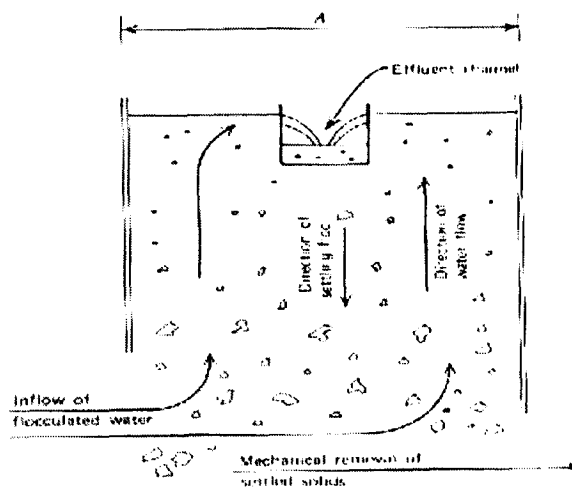 A
Effluent channel
Direction of
settling floc
Direction of
water flow
Inflow of
flocculated water
Mechanical removal of
settled solids